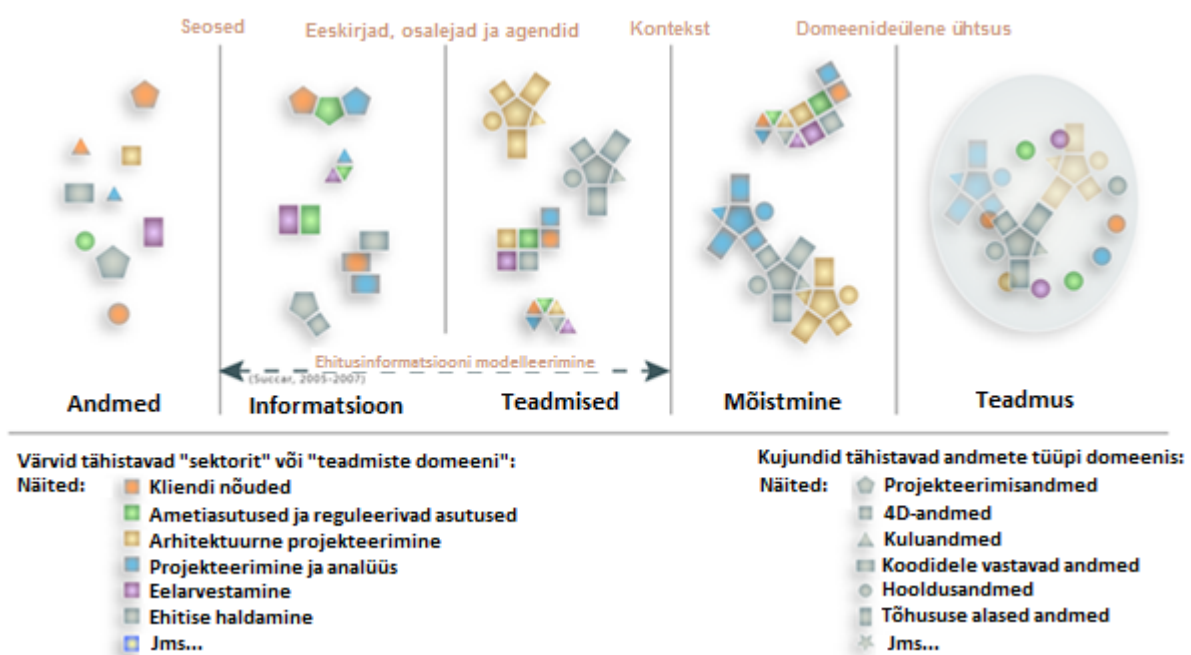 Seosed
Eeskirjad, osalejad ja agendid
Kontekst
Domeenideülene ühtsus
Ehitusinformatsiooni modelleerimine
(Succar, 2005-2007)
Andmed
Informatsioon
Teadmised
Mõistmine
Teadmus
Värvid tähistavad "sektorit" või "teadmiste domeeni":
Näited:
Kliendi nõuded
Ametiasutused ja reguleerivad asutused
Arhitektuurne projekteerimine
Projekteerimine ja analüüs
Eelarvestamine
Ehitise haldamine
Jms...
Kujundid tähistavad andmete tüüpi domeenis:
Näited:
Projekteerimisandmed
4D-andmed
Kuluandmed
Koodidele vastavad andmed
Hooldusandmed
Tõhususe alased andmed
Jms...